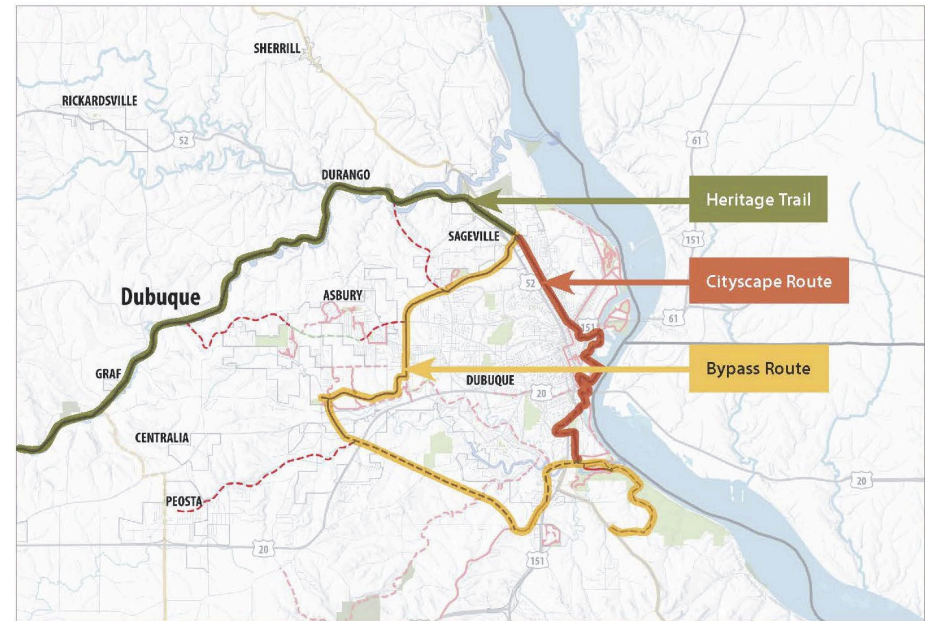 SHERRILL
RICKARDSVILLE
52
61
DURANGO
Heritage Trail
SAGEVILLE
151
Cityscape Route
52
Dubuque
ASBURY
61
151
Bypass Route
GRAF
DUBUQUE
20
CENTRALIA
20
PEOSTA
20
151